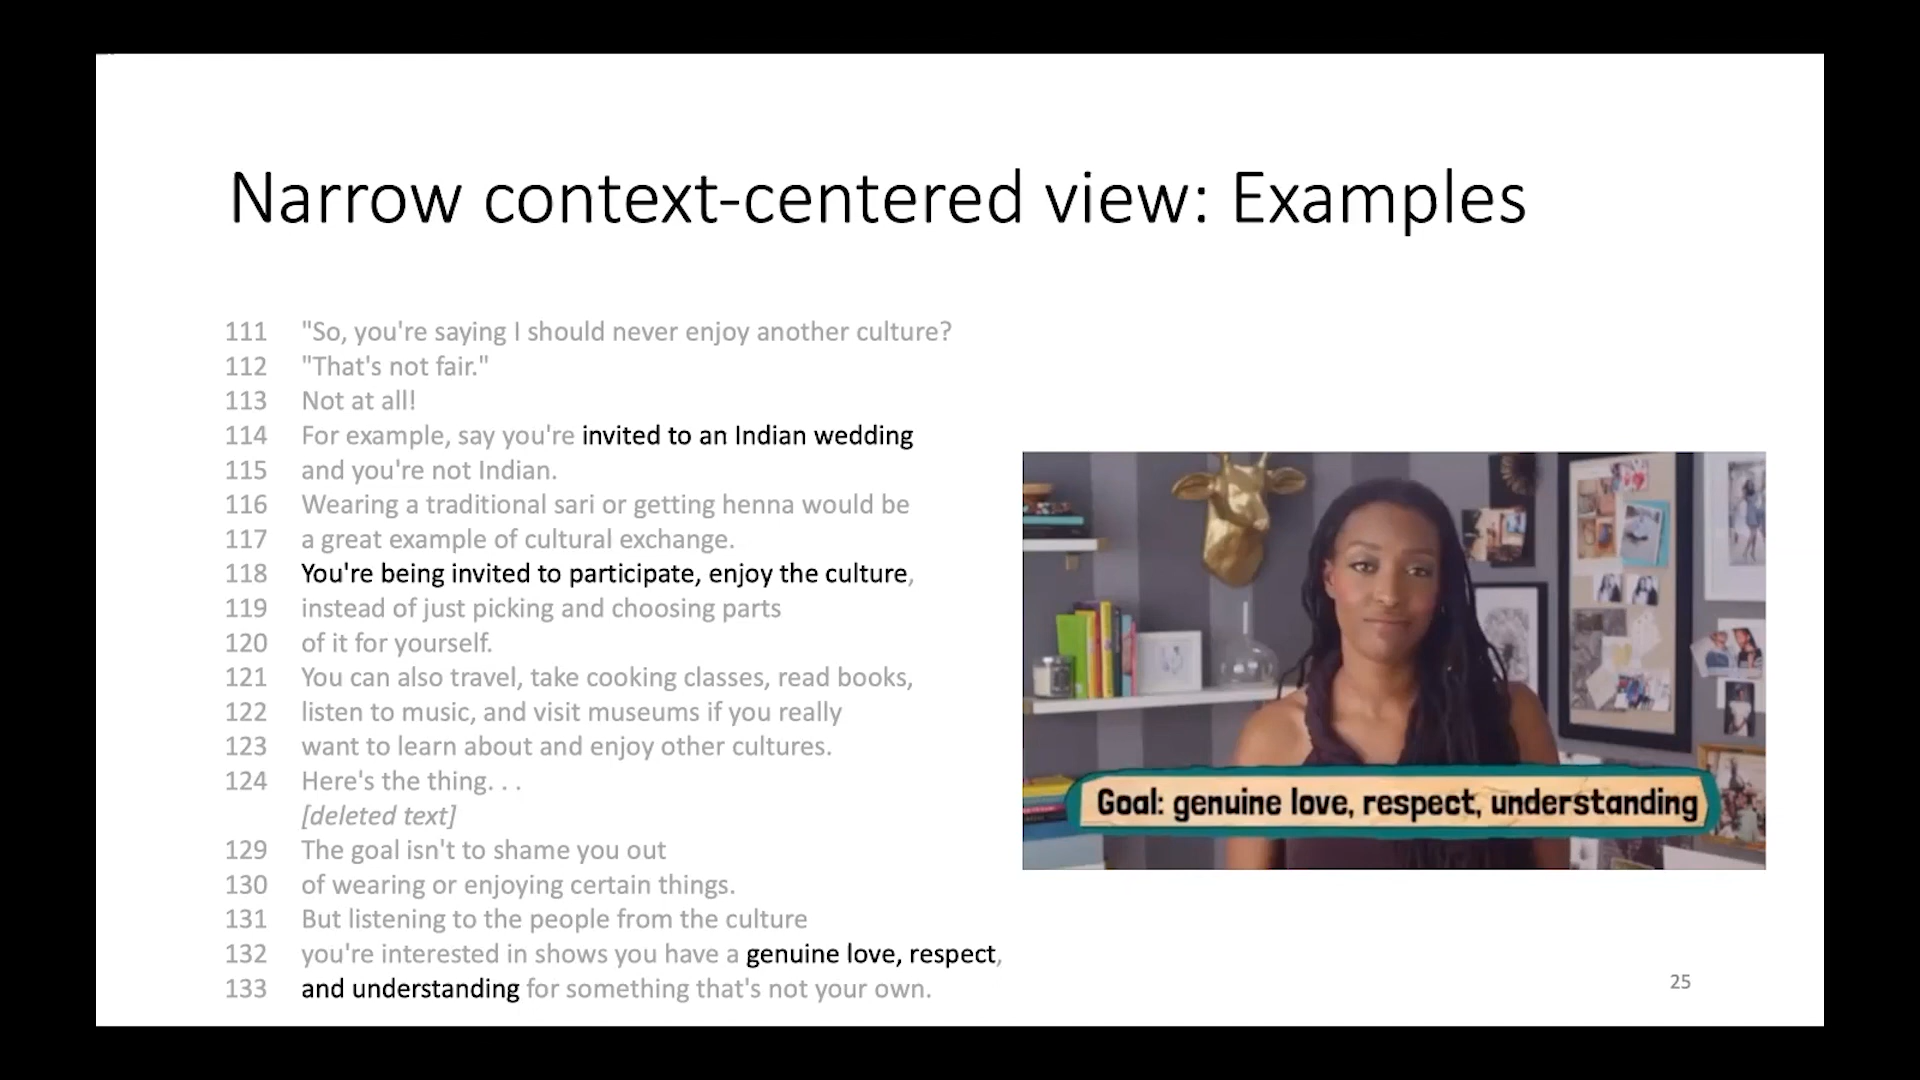 Narrow context-centered view: Examples
111 "So, you're saying I should never enjoy another culture?
112 "That's not fair."
113 Not at all!
114 For example, say you're invited to an Indian wedding
115 and you're not Indian.
116 Wearing a traditional sari or getting henna would be
117 a great example of cultural exchange.
118 You're being invited to participate, enjoy the culture,
119 instead of just picking and choosing parts
120 of it for yourself.
121 You can also travel, take cooking classes, read books,
122 listen to music, and visit museums if you really
123 want to learn about and enjoy other cultures.
124 Here's the thing. . .
[deleted text]
129 The goal isn't to shame you out
130 of wearing or enjoying certain things.
131 But listening to the people from the culture
132 you're interested in shows you have a genuine love, respect,
133 and understanding for something that's not your own.
Goal: genuine love, respect, understanding
25